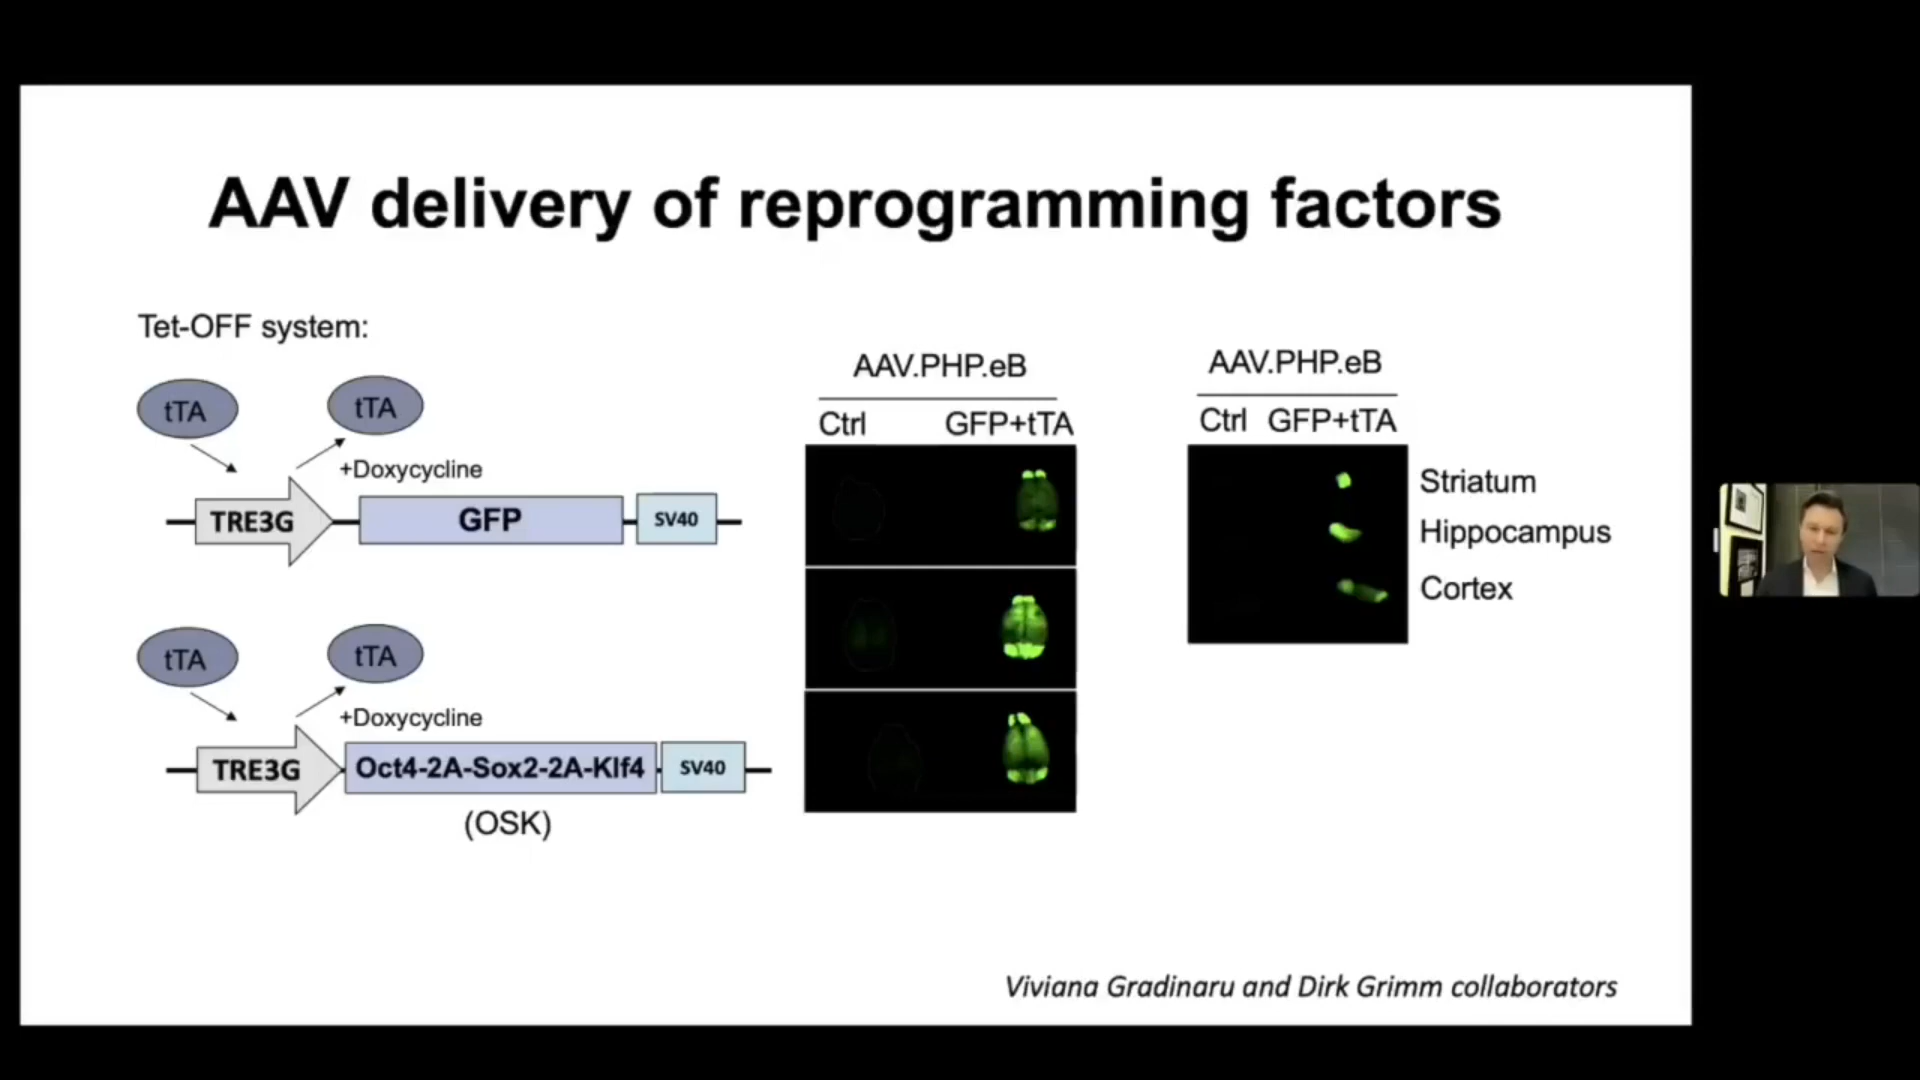 AAV delivery of reprogramming factors
Tet-OFF system:
tTA
tTA
+Doxycycline
TRE3G
GFP
SV40
tTA
tTA
+Doxycycline
TRE3G
Oct4-2A-Sox2-2A-Klf4
SV40
(OSK)
AAV.PHP.eB
Ctrl
GFP+tTA
AAV.PHP.eB
Ctrl
GFP+tTA
Striatum
Hippocampus
Cortex
Viviana Gradinaru and Dirk Grimm collaborators